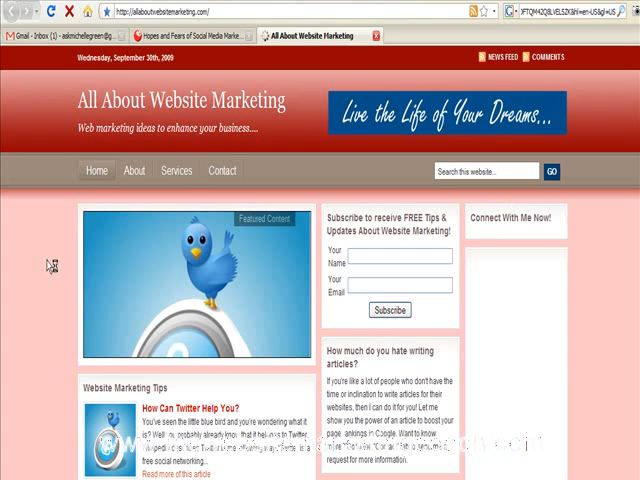 http://allaboutwebsitemarketing.com/
Gmail - Inbox (1) - askmichellegreen@g...
Hopes and Fears of Social Media Marke...
All About Website Marketing
Wednesday, September 30th, 2009
NEWS FEED
COMMENTS
All About Website Marketing
Web marketing ideas to enhance your business....
Live the Life of Your Dreams...
Home
About
Services
Contact
Search this website...
GO
Featured Content
Subscribe to receive FREE Tips &
Updates About Website Marketing!
Your
Name
Your
Email
Subscribe
Connect With Me Now!
How much do you hate writing
articles?
If you're like a lot of people who don't have the
time or inclination to write articles for their
websites, then I can do it for you! Let me
show you the power of an article to boost your
page rankings in Google. Want to know
request for more information.
Website Marketing Tips
How Can Twitter Help You?
You've seen the little blue bird and you're wondering what it
is? Well you probably already know that it belongs to Twitter.
free social networking...
Read more of this article